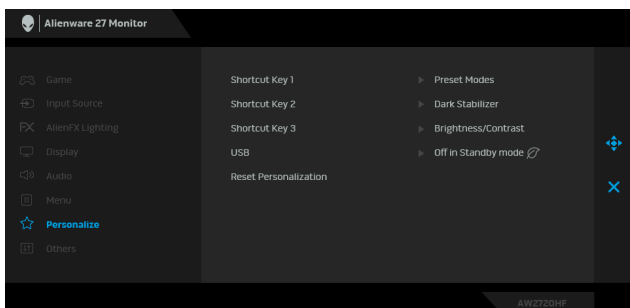 Alienware 27 Monitor
Game
Input Source
FX AlienFX Lighting
Display
Audio
Menu
Personalize
Others
Shortcut Key 1 Preset Modes
Shortcut Key 2 Dark Stabilizer
Shortcut Key 3 Brightness/Contrast
USB Off in Standby mode
Reset Personalization
AW2720HF